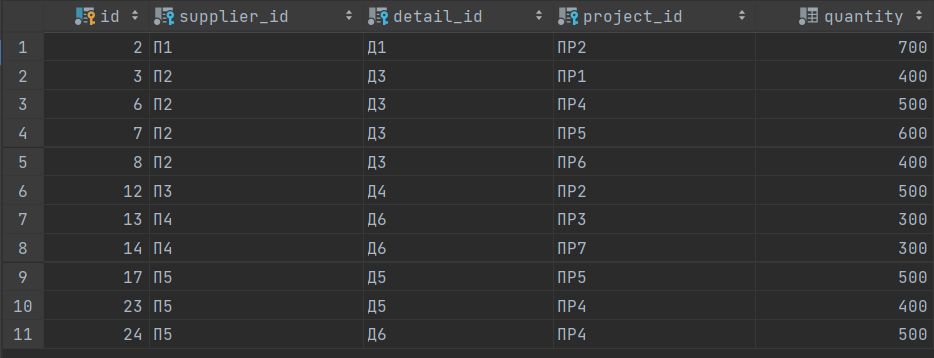 id supplier_id detail_id project_id quantity
1 2 П1 Д1 ПР2 700
2 3 П2 Д3 ПР1 400
3 6 П2 Д3 ПР4 500
4 7 П2 Д3 ПР5 600
5 8 П2 Д3 ПР6 400
6 12 П3 Д4 ПР2 500
7 13 П4 Д6 ПР3 300
8 14 П4 Д6 ПР7 300
9 17 П5 Д5 ПР5 500
10 23 П5 Д5 ПР4 400
11 24 П5 Д6 ПР4 500